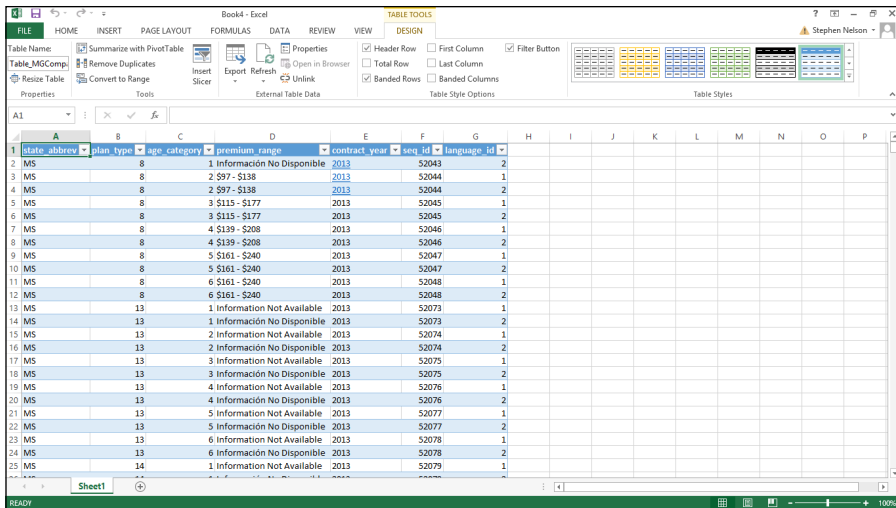 Book4 - Excel
TABLE TOOLS
FILE HOME INSERT PAGE LAYOUT FORMULAS DATA REVIEW VIEW DESIGN
Stephen Nelson
Table Name:
Table_MGComp
Resize Table
Properties
Summarize with PivotTable
Remove Duplicates
Convert to Range
Insert Slicer
Tools
Export Refresh
Properties
Open in Browser
Unlink
External Table Data
Header Row First Column Filter Button
Total Row Last Column
Banded Rows Banded Columns
Table Style Options
Table Styles
A1 fx
A B C D E F G H I J K L M N O P
1 state_abbrev plan_type age_category premium_range contract_year seq_id language_id
2 MS 8 1 Información No Disponible 2013 52043 2
3 MS 8 2 $97 - $138 2013 52044 1
4 MS 8 2 $97 - $138 2013 52044 2
5 MS 8 3 $115 - $177 2013 52045 1
6 MS 8 3 $115 - $177 2013 52045 2
7 MS 8 4 $139 - $208 2013 52046 1
8 MS 8 4 $139 - $208 2013 52046 2
9 MS 8 5 $161 - $240 2013 52047 1
10 MS 8 5 $161 - $240 2013 52047 2
11 MS 8 6 $161 - $240 2013 52048 1
12 MS 8 6 $161 - $240 2013 52048 2
13 MS 13 1 Information Not Available 2013 52073 1
14 MS 13 1 Información No Disponible 2013 52073 2
15 MS 13 2 Information Not Available 2013 52074 1
16 MS 13 2 Información No Disponible 2013 52074 2
17 MS 13 3 Information Not Available 2013 52075 1
18 MS 13 3 Información No Disponible 2013 52075 2
19 MS 13 4 Information Not Available 2013 52076 1
20 MS 13 4 Información No Disponible 2013 52076 2
21 MS 13 5 Information Not Available 2013 52077 1
22 MS 13 5 Información No Disponible 2013 52077 2
23 MS 13 6 Information Not Available 2013 52078 1
24 MS 13 6 Información No Disponible 2013 52078 2
25 MS 14 1 Information Not Available 2013 52079 1
Sheet1
READY 100%